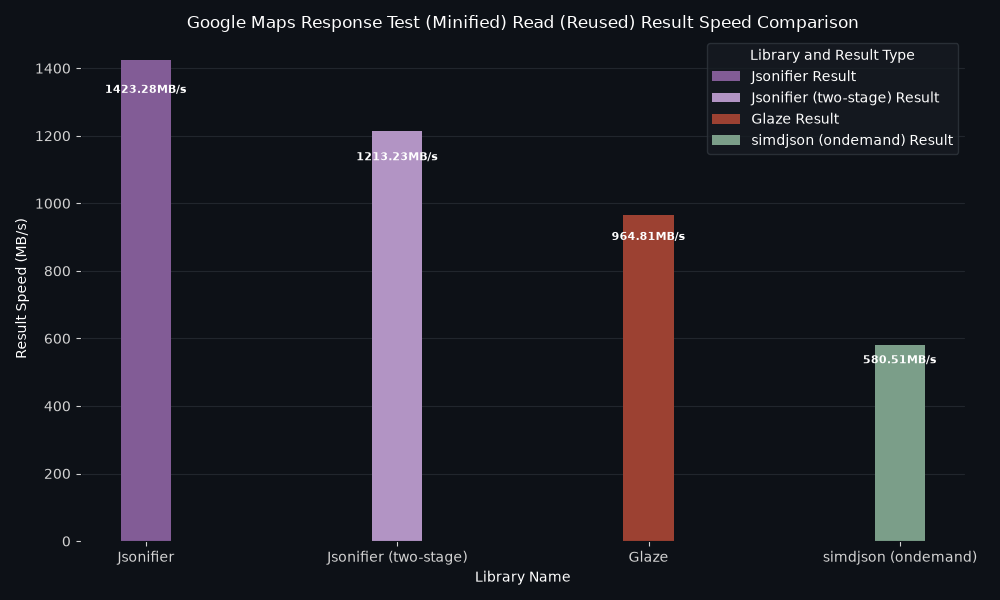 Google Maps Response Test (Minified) Read (Reused) Result Speed Comparison
Library and Result Type
Jsonifier Result
Jsonifier (two-stage) Result
Glaze Result
simdjson (ondemand) Result
Result Speed (MB/s)
1400
1200
1000
800
600
400
200
0
1423.28MB/s
1213.23MB/s
964.81MB/s
580.51MB/s
Jsonifier
Jsonifier (two-stage)
Glaze
simdjson (ondemand)
Library Name